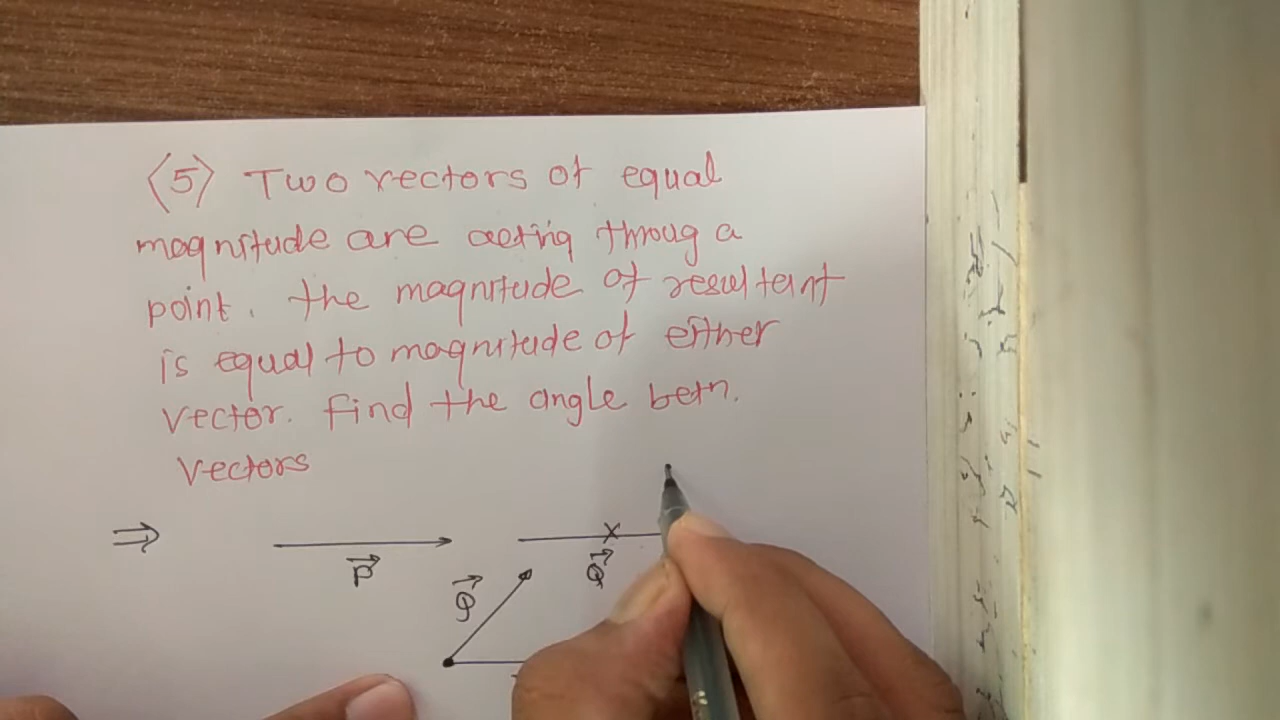 <5> Two vectors of equal
magnitude are acting throug a
point. the magnitude of resultant
is equal to magnitude of either
vector. Find the angle betn.
vectors
⇒ P Q
Q